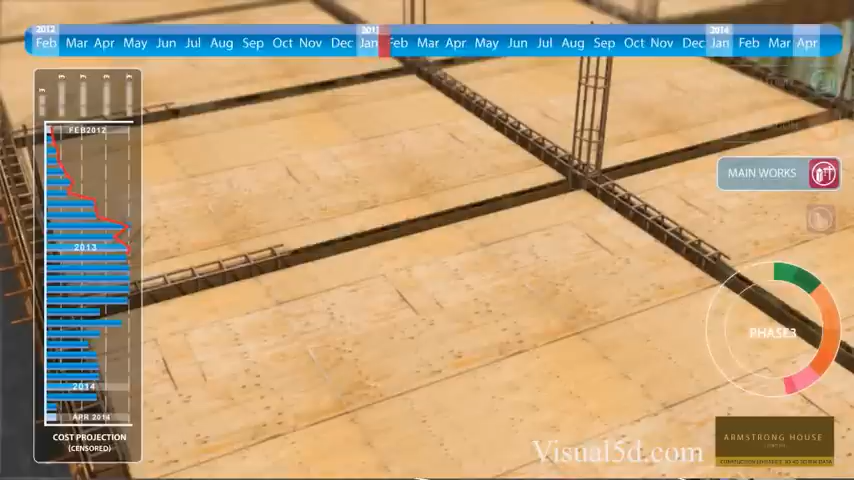 2012 2013 2014
Feb Mar Apr May Jun Jul Aug Sep Oct Nov Dec Jan Feb Mar Apr May Jun Jul Aug Sep Oct Nov Dec Jan Feb Mar Apr
FEB2012
MAIN WORKS
2013
PHASE3
2014
APR 2014
COST PROJECTION
(CENSORED)
Visual5d.com
ARMSTRONG HOUSE